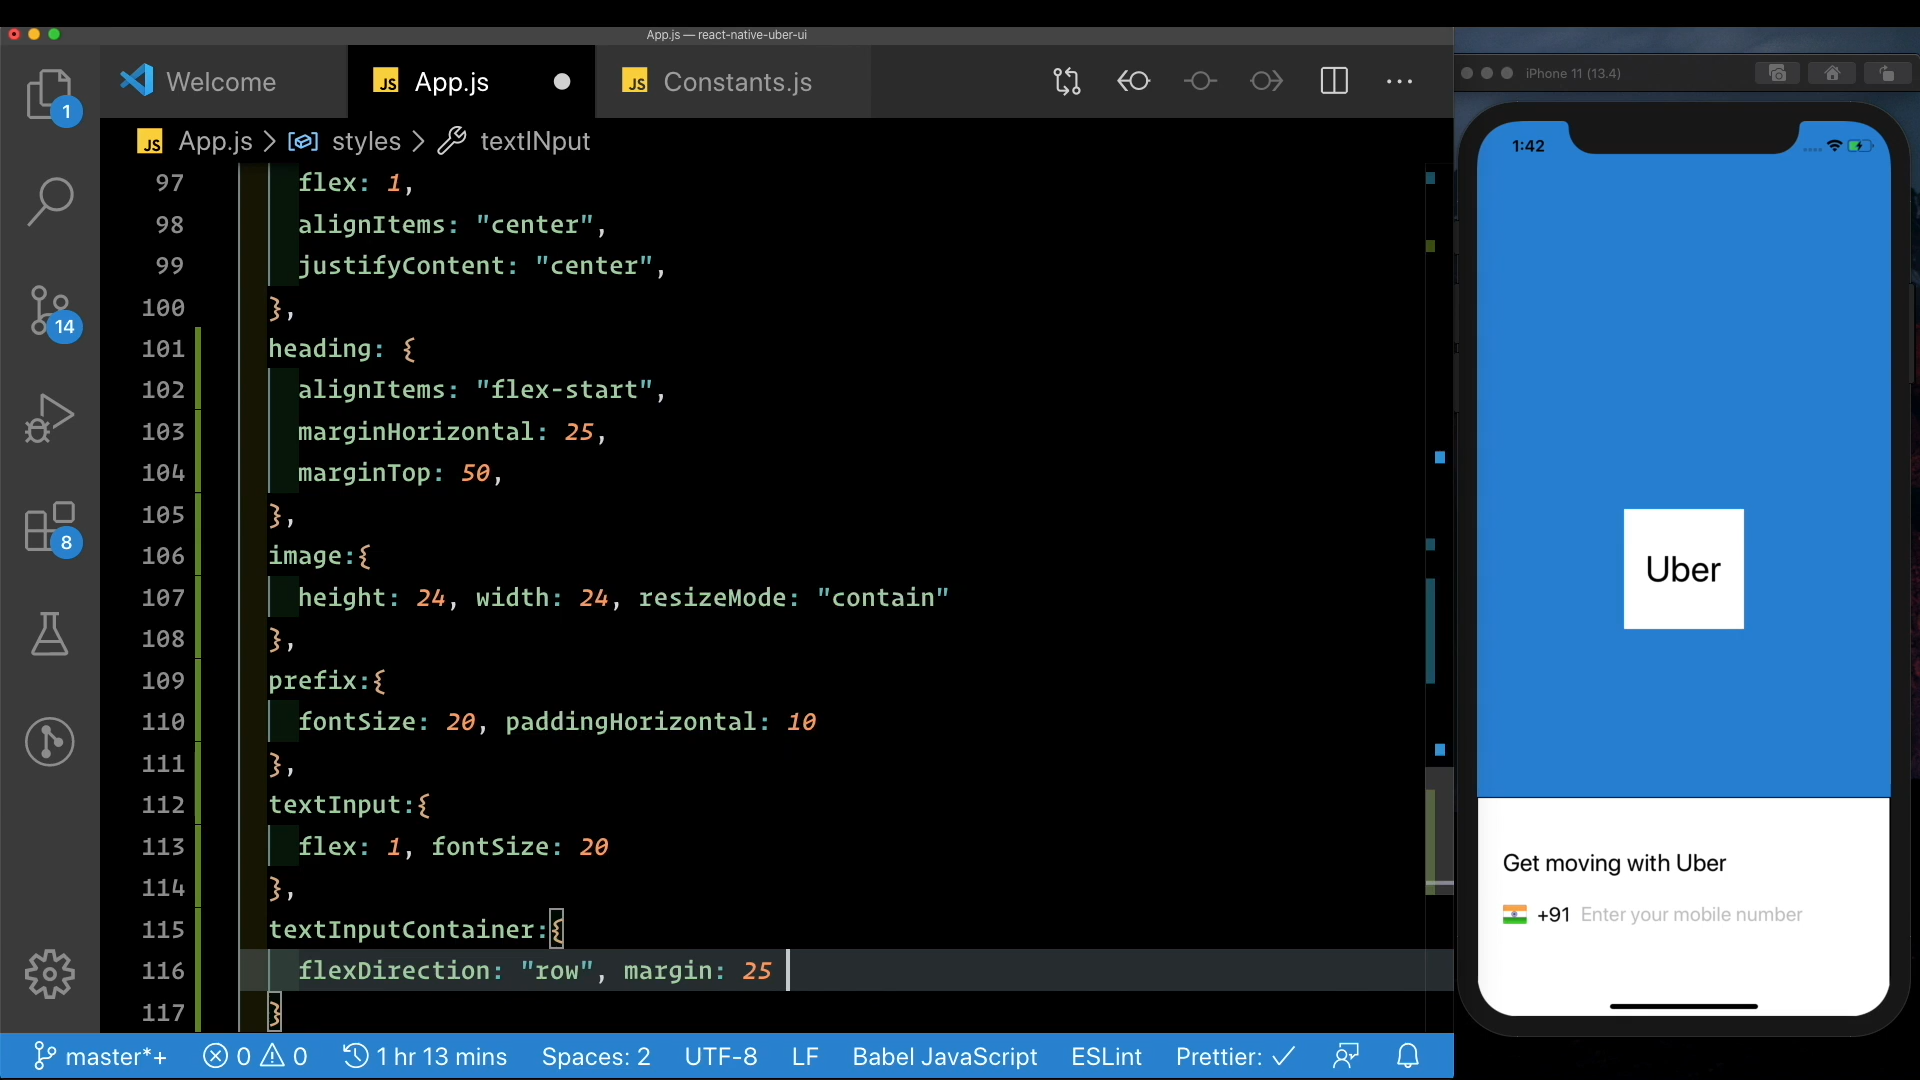 App.js — react-native-uber-ui
Welcome
App.js
Constants.js
App.js > styles > textINput
97 flex: 1,
98 alignItems: "center",
99 justifyContent: "center",
100 },
101 heading: {
102 alignItems: "flex-start",
103 marginHorizontal: 25,
104 marginTop: 50,
105 },
106 image:{
107 height: 24, width: 24, resizeMode: "contain"
108 },
109 prefix:{
110 fontSize: 20, paddingHorizontal: 10
111 },
112 textInput:{
113 flex: 1, fontSize: 20
114 },
115 textInputContainer:{
116 flexDirection: "row", margin: 25
117 }
1
14
8
master*+ 0 0 1 hr 13 mins Spaces: 2 UTF-8 LF Babel JavaScript ESLint Prettier: ✓
iPhone 11 (13.4)
1:42
Uber
Get moving with Uber
+91 Enter your mobile number